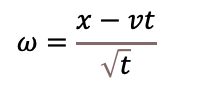 ω = (x − vt) / √t